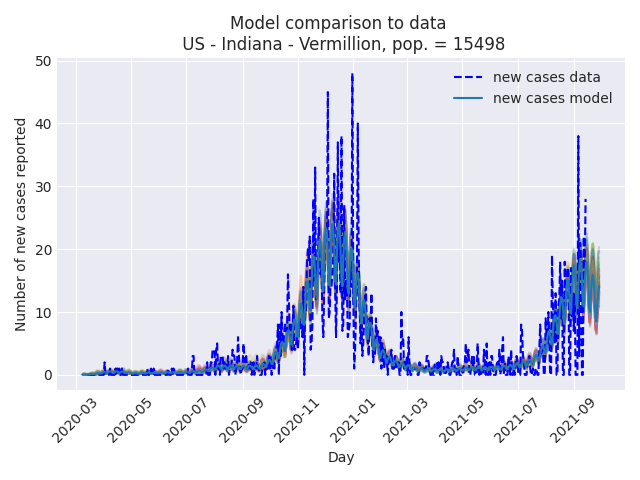 Model comparison to data
US - Indiana - Vermillion, pop. = 15498
new cases data
new cases model
Number of new cases reported
50
40
30
20
10
0
2020-03
2020-05
2020-07
2020-09
2020-11
2021-01
2021-03
2021-05
2021-07
2021-09
Day